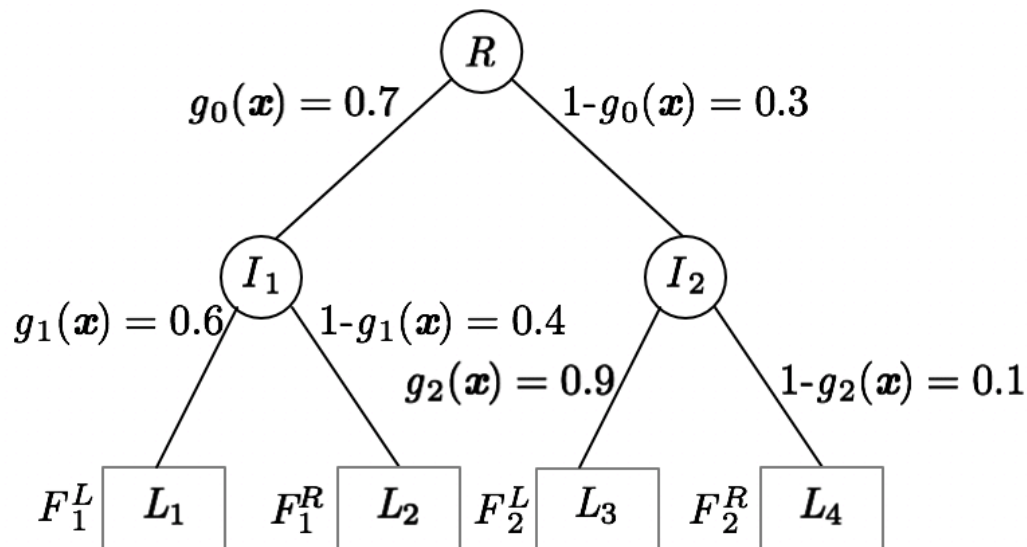 R
g₀(x) = 0.7
1-g₀(x) = 0.3
I₁
I₂
g₁(x) = 0.6
1-g₁(x) = 0.4
g₂(x) = 0.9
1-g₂(x) = 0.1
F₁ᴸ
L₁
F₁ᴿ
L₂
F₂ᴸ
L₃
F₂ᴿ
L₄